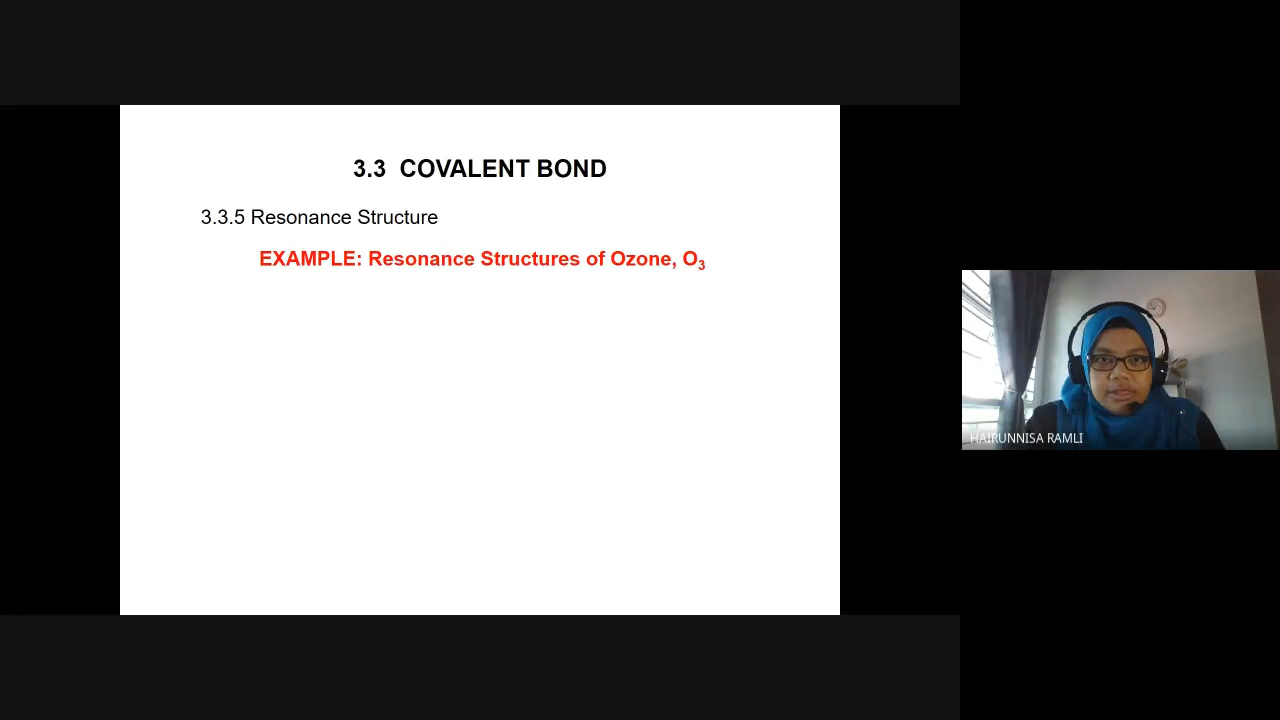 3.3 COVALENT BOND
3.3.5 Resonance Structure
EXAMPLE: Resonance Structures of Ozone, O₃
HAIRUNNISA RAMLI